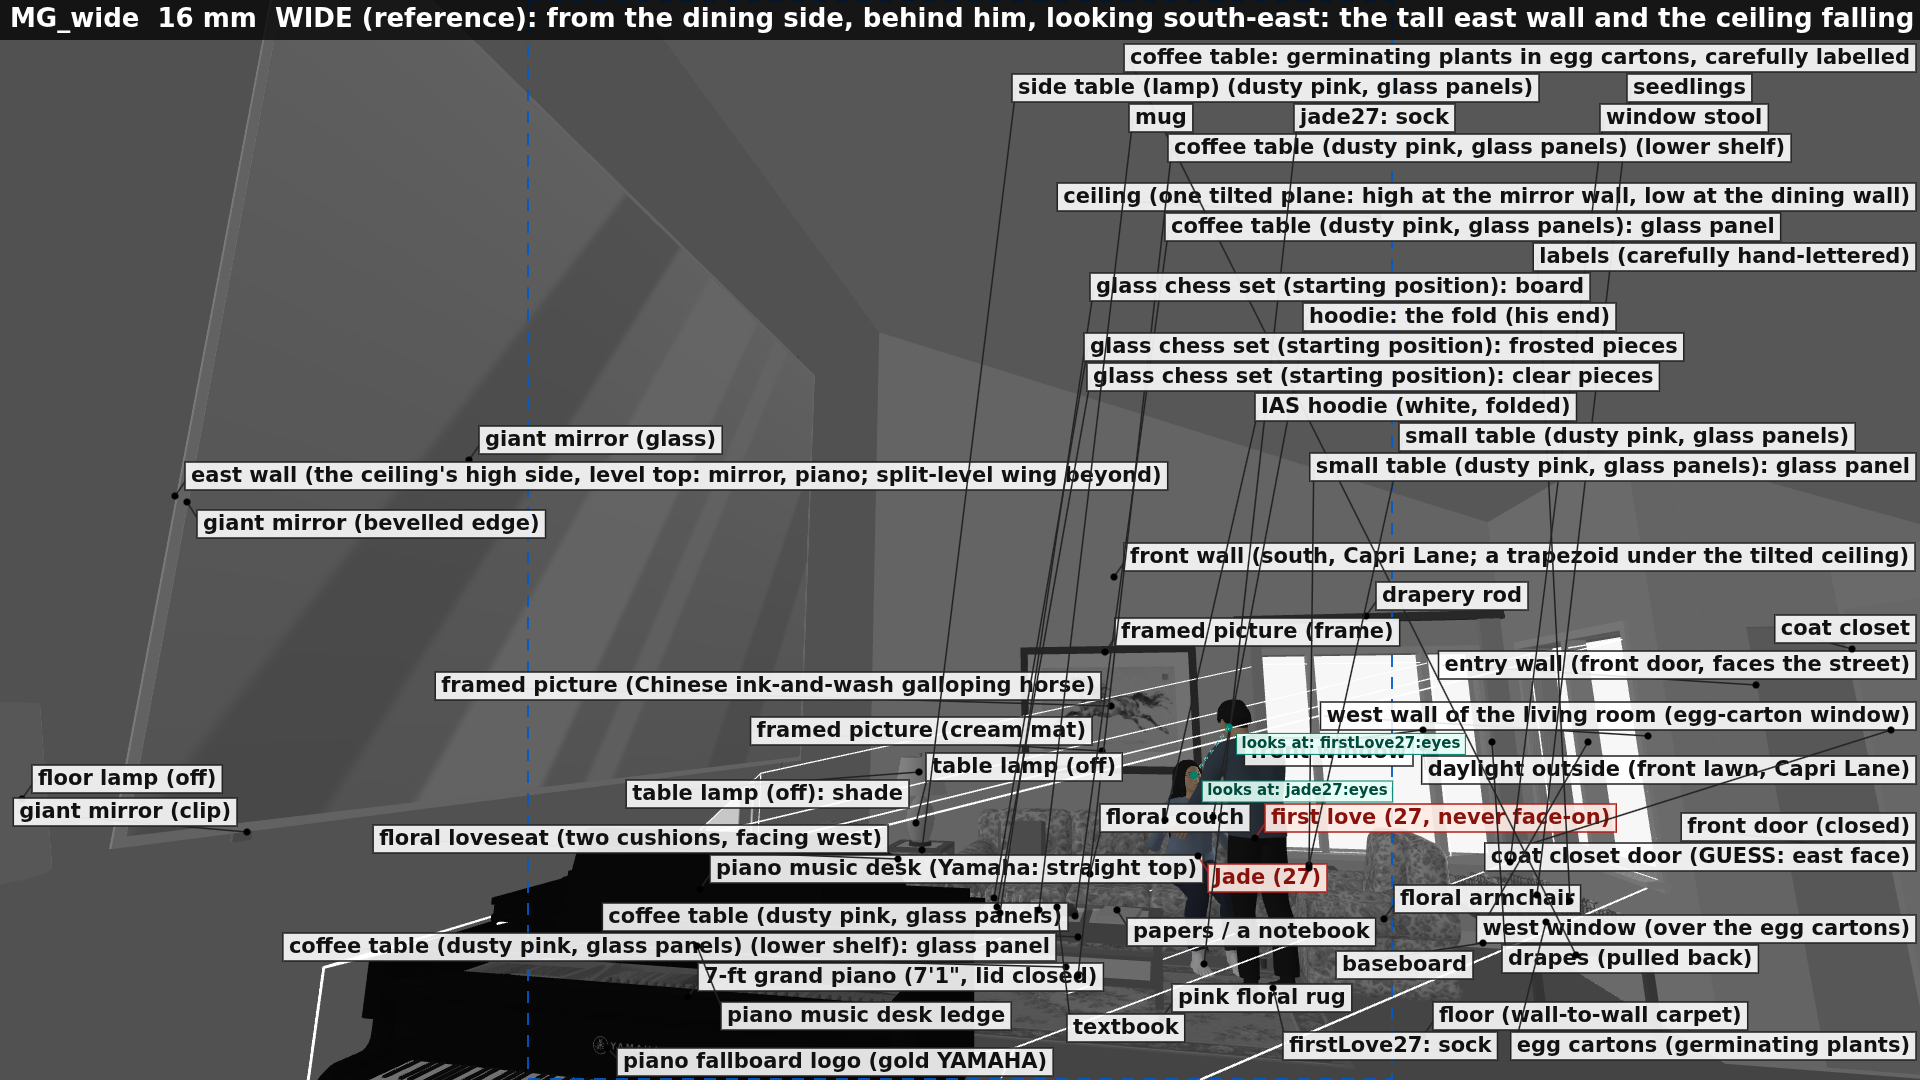 MG_wide 16 mm WIDE (reference): from the dining side, behind him, looking south-east: the tall east wall and the ceiling falling
coffee table: germinating plants in egg cartons, carefully labelled
side table (lamp) (dusty pink, glass panels)
seedlings
mug
jade27: sock
window stool
coffee table (dusty pink, glass panels) (lower shelf)
ceiling (one tilted plane: high at the mirror wall, low at the dining wall)
coffee table (dusty pink, glass panels): glass panel
labels (carefully hand-lettered)
glass chess set (starting position): board
hoodie: the fold (his end)
glass chess set (starting position): frosted pieces
glass chess set (starting position): clear pieces
IAS hoodie (white, folded)
small table (dusty pink, glass panels)
giant mirror (glass)
small table (dusty pink, glass panels): glass panel
east wall (the ceiling's high side, level top: mirror, piano; split-level wing beyond)
giant mirror (bevelled edge)
front wall (south, Capri Lane; a trapezoid under the tilted ceiling)
drapery rod
framed picture (frame)
coat closet
entry wall (front door, faces the street)
framed picture (Chinese ink-and-wash galloping horse)
west wall of the living room (egg-carton window)
framed picture (cream mat)
looks at: firstLove27:eyes
front window
table lamp (off)
daylight outside (front lawn, Capri Lane)
floor lamp (off)
table lamp (off): shade
looks at: jade27:eyes
giant mirror (clip)
floral couch
first love (27, never face-on)
front door (closed)
floral loveseat (two cushions, facing west)
coat closet door (GUESS: east face)
piano music desk (Yamaha: straight top)
Jade (27)
floral armchair
coffee table (dusty pink, glass panels)
papers / a notebook
west window (over the egg cartons)
coffee table (dusty pink, glass panels) (lower shelf): glass panel
drapes (pulled back)
baseboard
7-ft grand piano (7'1", lid closed)
pink floral rug
piano music desk ledge
floor (wall-to-wall carpet)
textbook
firstLove27: sock
egg cartons (germinating plants)
YAMAHA
piano fallboard logo (gold YAMAHA)